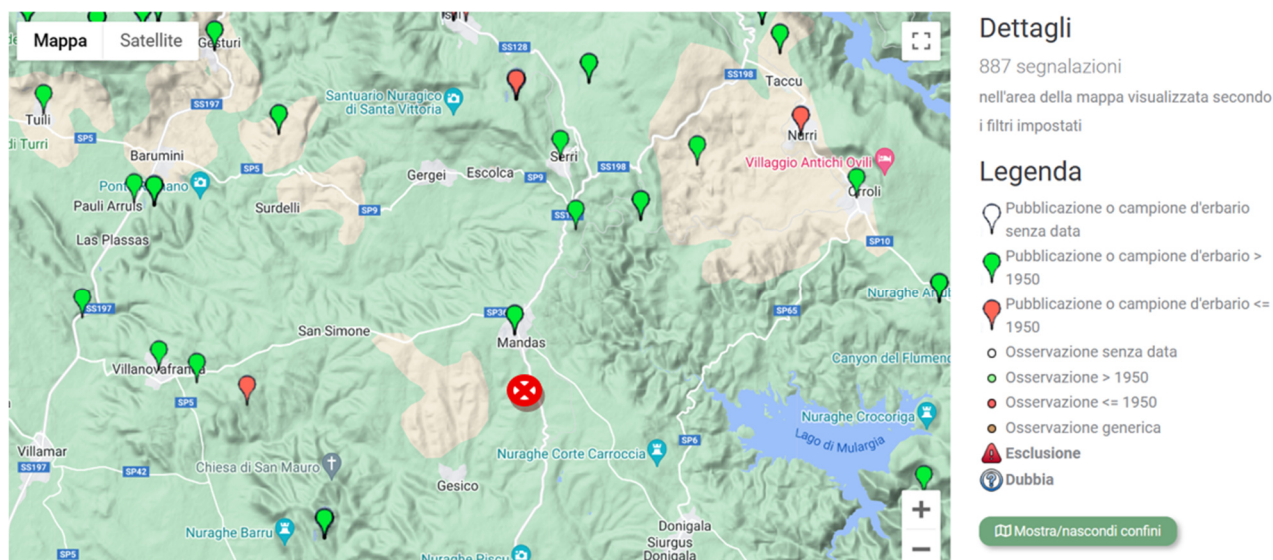 Mappa
Satellite
Gesturi
SS128
SS197
SS198
Taccu
Santuario Nuragico
di Santa Vittoria
Tuili
SP5
di Turri
Barumini
Serri
Nurri
SP5
SS198
Villaggio Antichi Ovili
Gergei
Escolca
SP9
Orroli
Pauli Arruis
Surdelli
SP9
Las Plassas
SP10
SS197
Nuraghe
SP65
San Simone
Mandas
Canyon del Flumend
Villanovafranca
SP5
Nuraghe Crocoriga
Lago di Mulargia
SP6
Villamar
SS197
SP42
Chiesa di San Mauro
Nuraghe Corte Carroccia
Gesico
Nuraghe Barru
Donigala
Siurgus
Donigala
SP5
Nuraghe Piscu
Dettagli
887 segnalazioni
nell'area della mappa visualizzata secondo
i filtri impostati
Legenda
Pubblicazione o campione d'erbario
senza data
Pubblicazione o campione d'erbario >
1950
Pubblicazione o campione d'erbario <=
1950
Osservazione senza data
Osservazione > 1950
Osservazione <= 1950
Osservazione generica
Esclusione
Dubbia
Mostra/nascondi confini